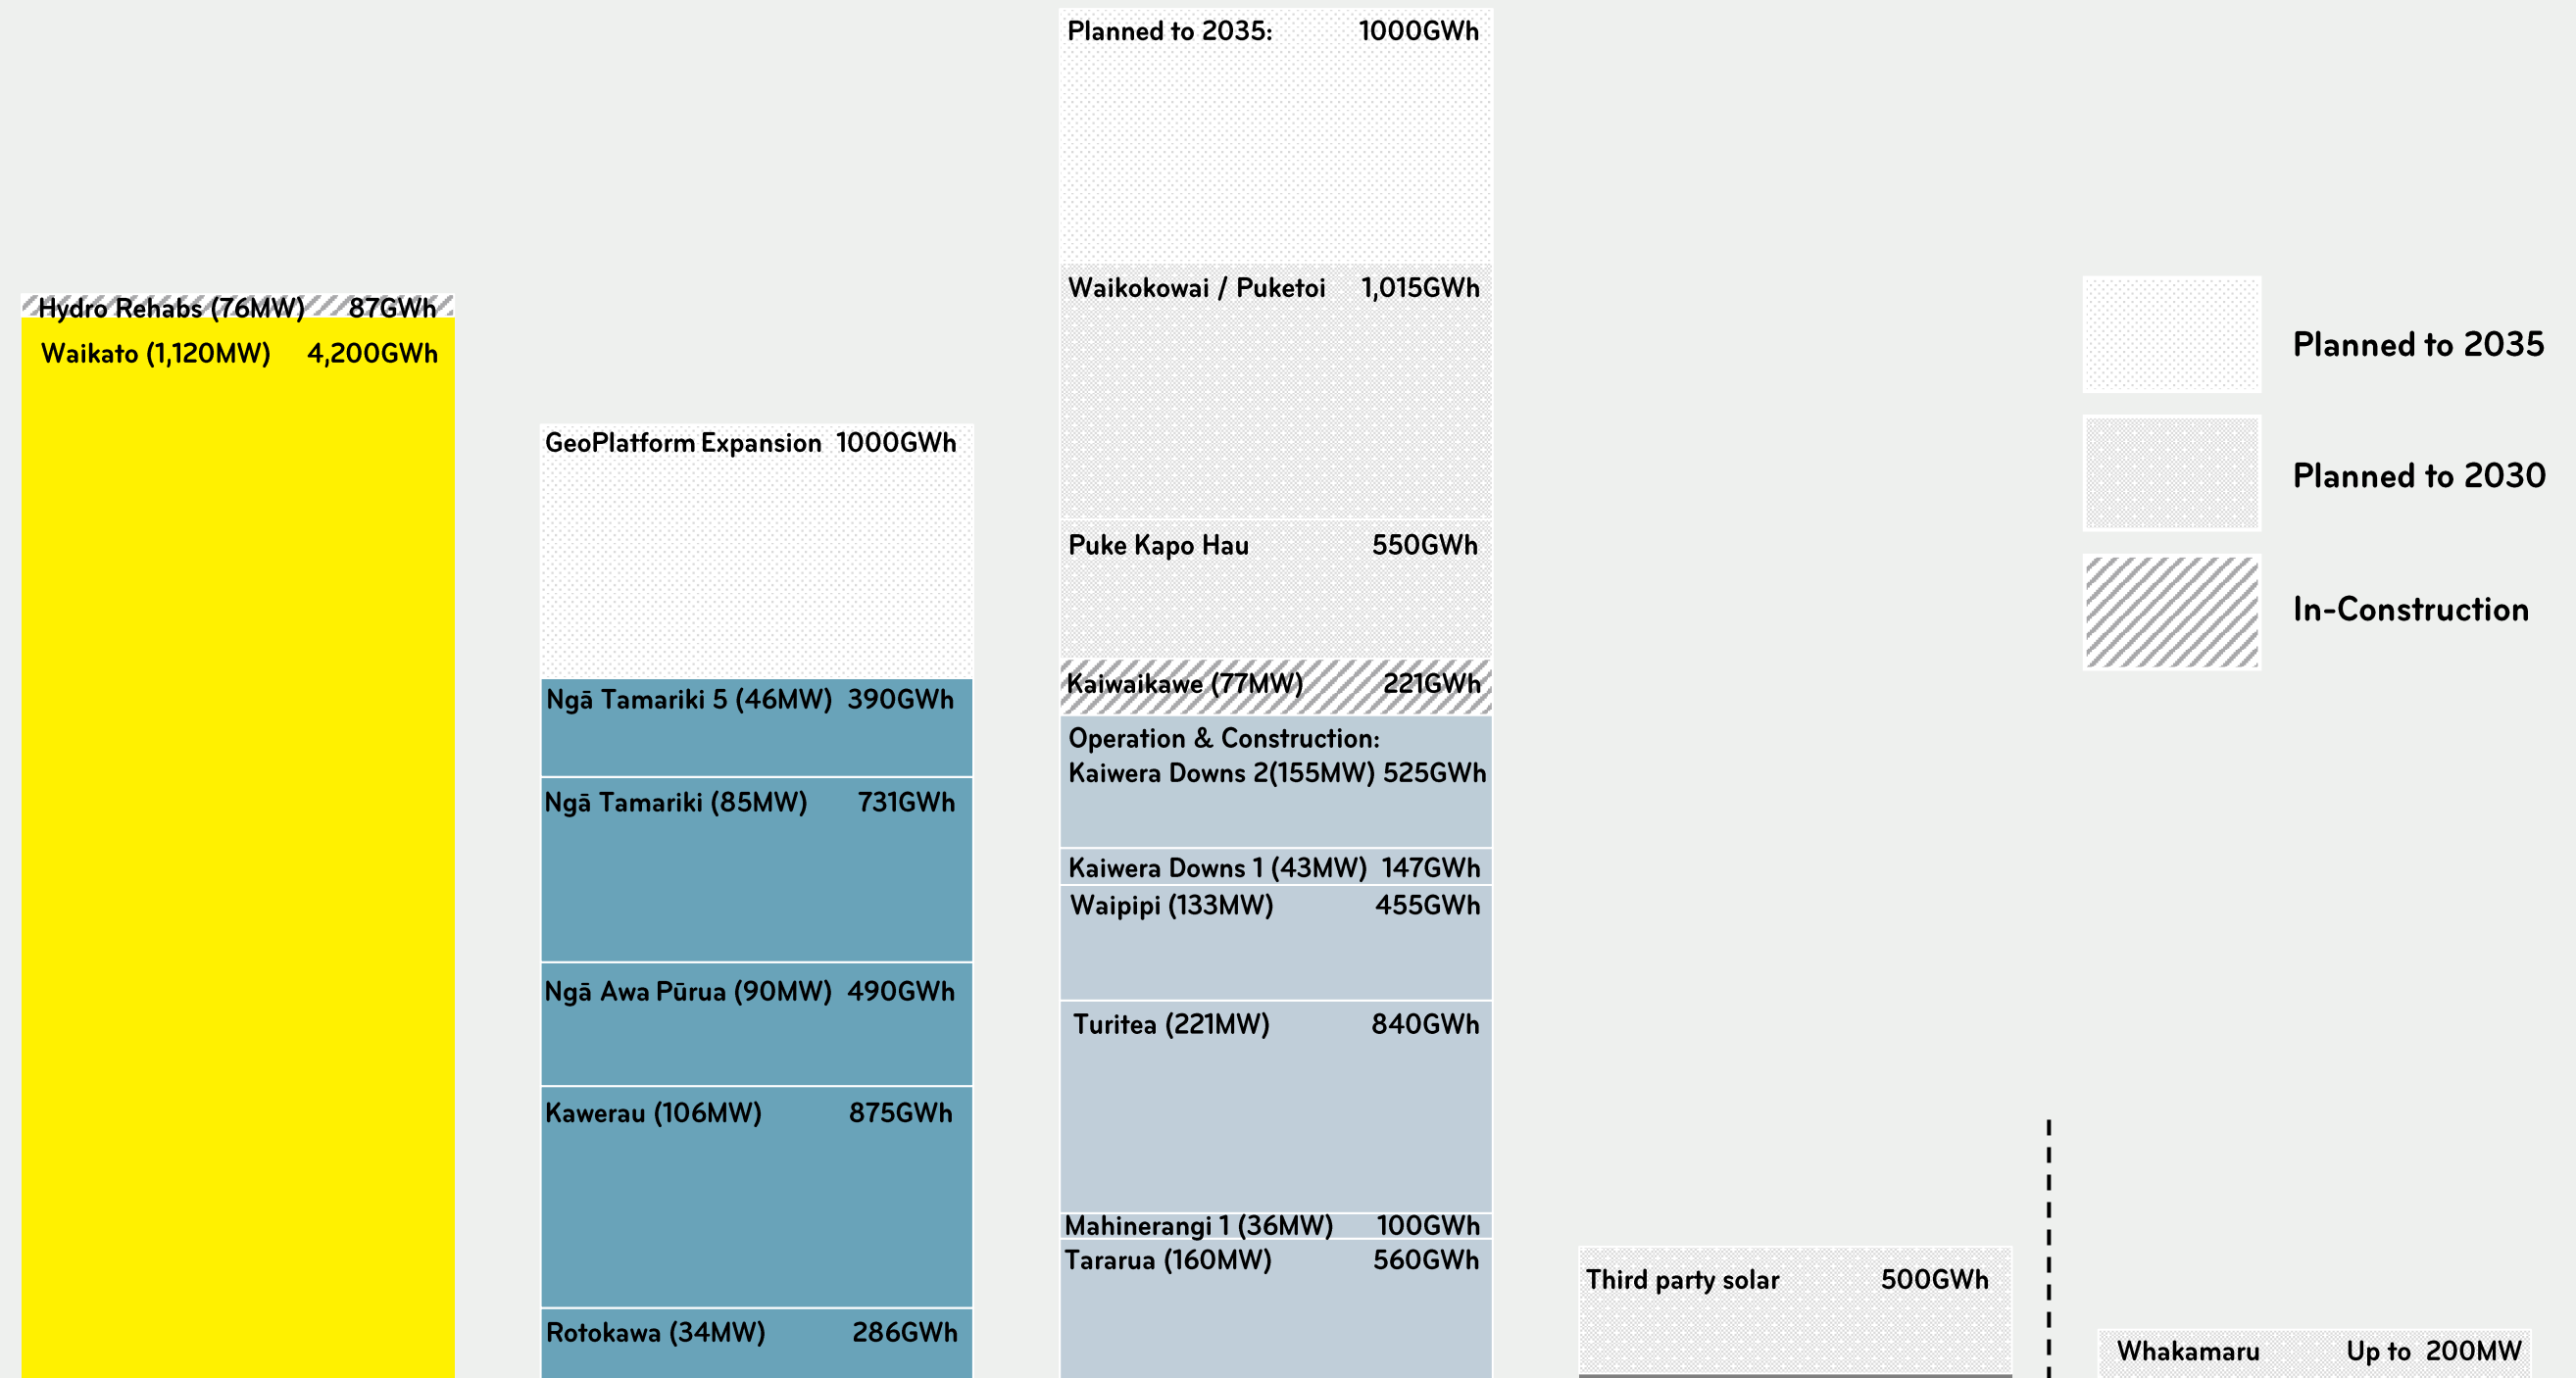 Hydro Rehabs (76MW) 87GWh
Waikato (1,120MW) 4,200GWh
GeoPlatform Expansion 1000GWh
Ngā Tamariki 5 (46MW) 390GWh
Ngā Tamariki (85MW) 731GWh
Ngā Awa Pūrua (90MW) 490GWh
Kawerau (106MW) 875GWh
Rotokawa (34MW) 286GWh
Planned to 2035: 1000GWh
Waikokowai / Puketoi 1,015GWh
Puke Kapo Hau 550GWh
Kaiwaikawe (77MW) 221GWh
Operation & Construction:
Kaiwera Downs 2(155MW) 525GWh
Kaiwera Downs 1 (43MW) 147GWh
Waipipi (133MW) 455GWh
Turitea (221MW) 840GWh
Mahinerangi 1 (36MW) 100GWh
Tararua (160MW) 560GWh
Third party solar 500GWh
Whakamaru Up to 200MW
Planned to 2035
Planned to 2030
In-Construction